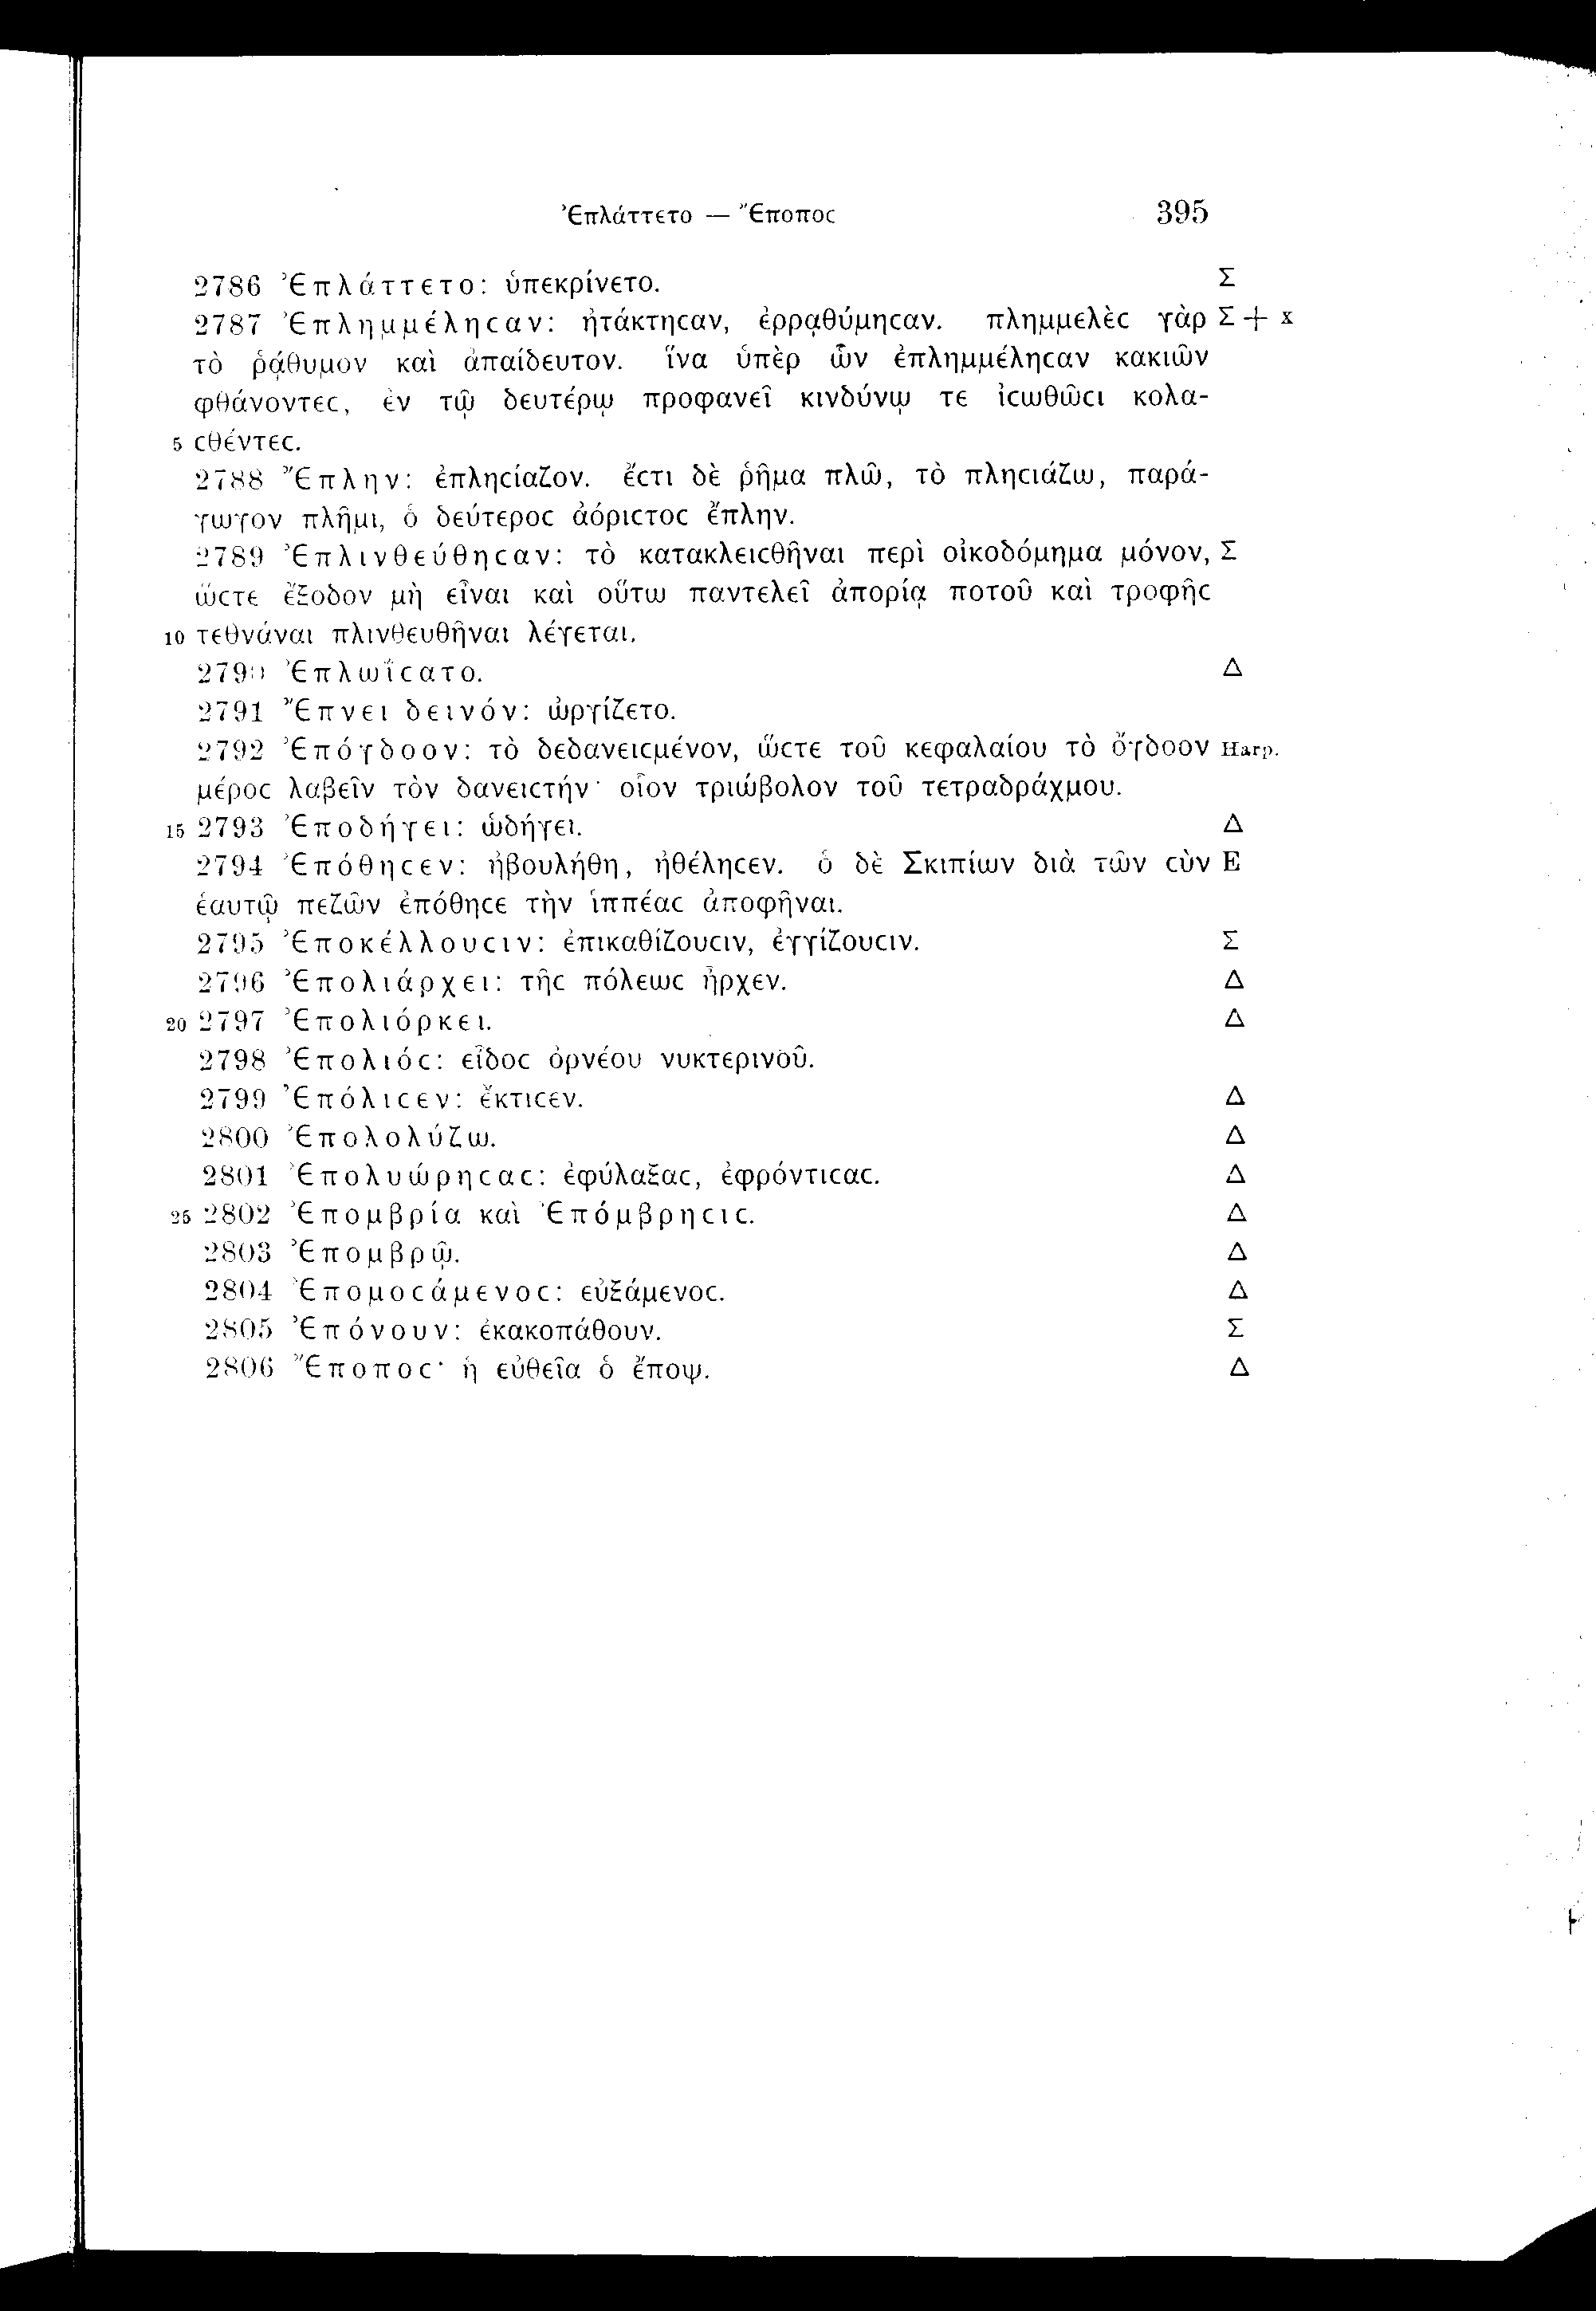 Ἐπλάττετο — Ἔποποϲ 395
2786 Ἐπλάττετο: ὑπεκρίνετο. Σ
2787 Ἐπλημμέληϲαν: ἠτάκτηϲαν, ἐρρᾳθύμηϲαν. πλημμελὲϲ γὰρ Σ + x
τὸ ῥᾴθυμον καὶ ἀπαίδευτον. ἵνα ὑπὲρ ὧν ἐπλημμέληϲαν κακιῶν
φθάνοντεϲ, ἐν τῷ δευτέρῳ προφανεῖ κινδύνῳ τε ἰϲωθῶϲι κολα-
5 ϲθέντεϲ.
2788 Ἔπλην: ἐπληϲίαζον. ἔϲτι δὲ ῥῆμα πλῶ, τὸ πληϲιάζω, παρά-
γωγον πλῆμι, ὁ δεύτεροϲ ἀόριϲτοϲ ἔπλην.
2789 Ἐπλινθεύθηϲαν: τὸ κατακλειϲθῆναι περὶ οἰκοδόμημα μόνον, Σ
ὥϲτε ἔξοδον μὴ εἶναι καὶ οὕτω παντελεῖ ἀπορίᾳ ποτοῦ καὶ τροφῆϲ
10 τεθνάναι πλινθευθῆναι λέγεται.
2790 Ἐπλωΐϲατο. Δ
2791 Ἔπνει δεινόν: ὠργίζετο.
2792 Ἐπόγδοον: τὸ δεδανειϲμένον, ὥϲτε τοῦ κεφαλαίου τὸ ὄγδοον Harp.
μέροϲ λαβεῖν τὸν δανειϲτήν· οἷον τριώβολον τοῦ τετραδράχμου.
15 2793 Ἐποδήγει: ὡδήγει. Δ
2794 Ἐπόθηϲεν: ἠβουλήθη, ἠθέληϲεν. ὁ δὲ Σκιπίων διὰ τῶν ϲὺν E
ἑαυτῷ πεζῶν ἐπόθηϲε τὴν ἱππέαϲ ἀποφῆναι.
2795 Ἐποκέλλουϲιν: ἐπικαθίζουϲιν, ἐγγίζουϲιν. Σ
2796 Ἐπολιάρχει: τῆϲ πόλεωϲ ἦρχεν. Δ
20 2797 Ἐπολιόρκει. Δ
2798 Ἐπολιόϲ: εἶδοϲ ὀρνέου νυκτερινοῦ.
2799 Ἐπόλιϲεν: ἔκτιϲεν. Δ
2800 Ἐπολολύζω. Δ
2801 Ἐπολυώρηϲαϲ: ἐφύλαξαϲ, ἐφρόντιϲαϲ. Δ
25 2802 Ἐπομβρία καὶ Ἐπόμβρηϲιϲ. Δ
2803 Ἐπομβρῷ. Δ
2804 Ἐπομοϲάμενοϲ: εὐξάμενοϲ. Δ
2805 Ἐπόνουν: ἐκακοπάθουν. Σ
2806 Ἔποποϲ· ἡ εὐθεῖα ὁ ἔποψ. Δ